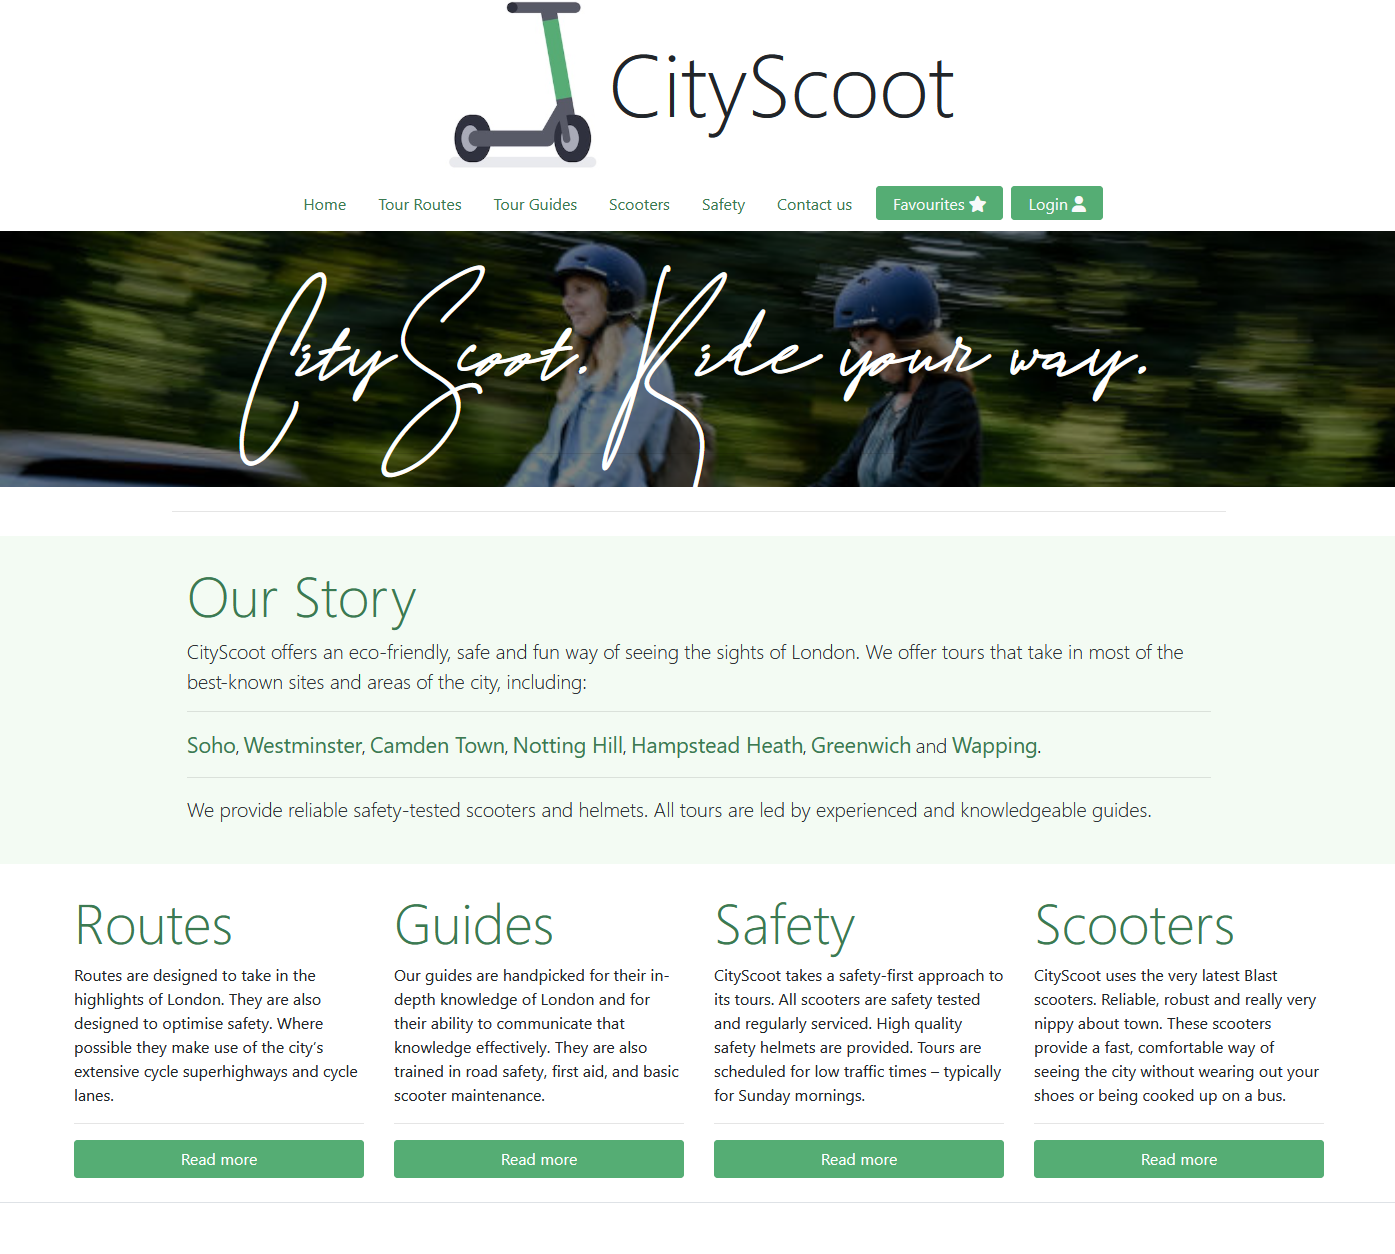 CityScoot
Home Tour Routes Tour Guides Scooters Safety Contact us Favourites Login
CityScoot. Ride your way.
Our Story
CityScoot offers an eco-friendly, safe and fun way of seeing the sights of London. We offer tours that take in most of the
best-known sites and areas of the city, including:
Soho, Westminster, Camden Town, Notting Hill, Hampstead Heath, Greenwich and Wapping.
We provide reliable safety-tested scooters and helmets. All tours are led by experienced and knowledgeable guides.
Routes
Routes are designed to take in the
highlights of London. They are also
designed to optimise safety. Where
possible they make use of the city’s
extensive cycle superhighways and cycle
lanes.
Read more
Guides
Our guides are handpicked for their in-
depth knowledge of London and for
their ability to communicate that
knowledge effectively. They are also
trained in road safety, first aid, and basic
scooter maintenance.
Read more
Safety
CityScoot takes a safety-first approach to
its tours. All scooters are safety tested
and regularly serviced. High quality
safety helmets are provided. Tours are
scheduled for low traffic times – typically
for Sunday mornings.
Read more
Scooters
CityScoot uses the very latest Blast
scooters. Reliable, robust and really very
nippy about town. These scooters
provide a fast, comfortable way of
seeing the city without wearing out your
shoes or being cooked up on a bus.
Read more